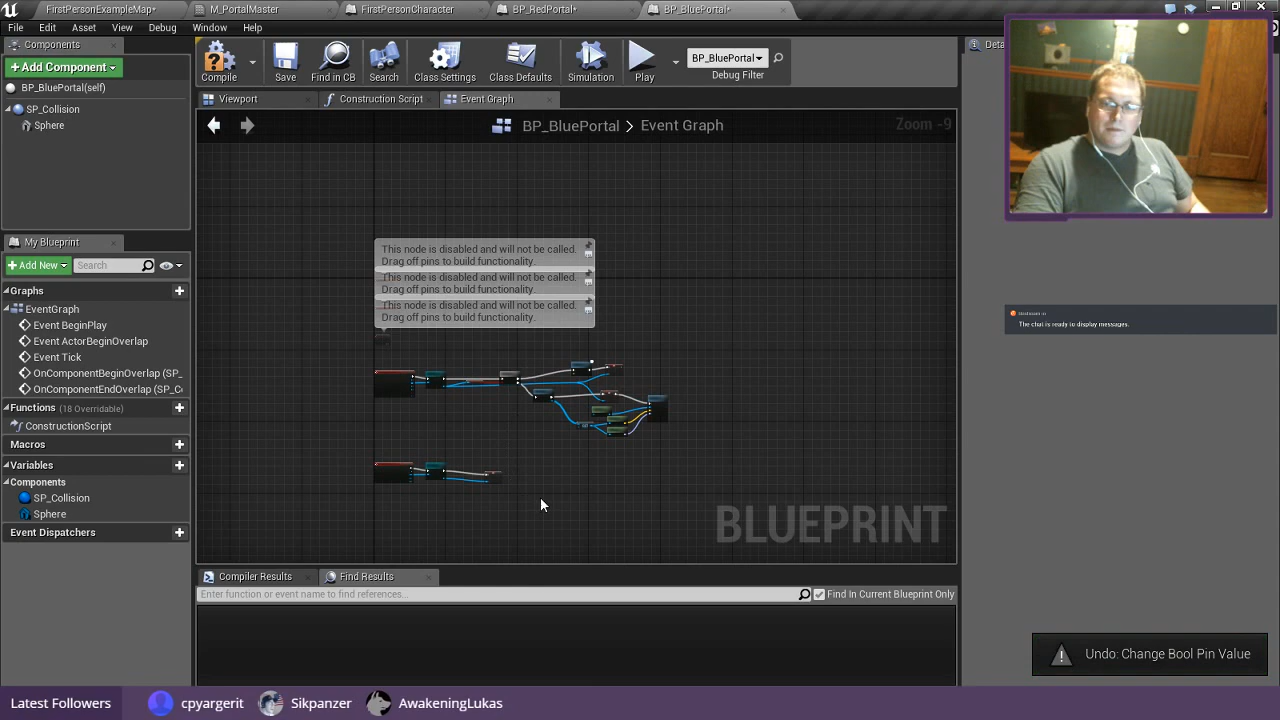 FirstPersonExampleMap*
M_PortalMaster
FirstPersonCharacter
BP_RedPortal*
BP_BluePortal*
File Edit Asset View Debug Window Help
Components
Add Component
BP_BluePortal(self)
SP_Collision
Sphere
Compile
Save
Find in CB
Search
Class Settings
Class Defaults
Simulation
Play
BP_BluePortal
Debug Filter
Viewport
Construction Script
Event Graph
BP_BluePortal > Event Graph
Zoom -9
This node is disabled and will not be called.
Drag off pins to build functionality.
This node is disabled and will not be called.
Drag off pins to build functionality.
This node is disabled and will not be called.
Drag off pins to build functionality.
BLUEPRINT
My Blueprint
Add New
Search
Graphs
EventGraph
Event BeginPlay
Event ActorBeginOverlap
Event Tick
OnComponentBeginOverlap (SP_
OnComponentEndOverlap (SP_C
Functions (18 Overridable)
ConstructionScript
Macros
Variables
Components
SP_Collision
Sphere
Event Dispatchers
Compiler Results
Find Results
Enter function or event name to find references...
Find In Current Blueprint Only
Deta
The chat is ready to display messages.
Undo: Change Bool Pin Value
Latest Followers
cpyargerit
Sikpanzer
AwakeningLukas